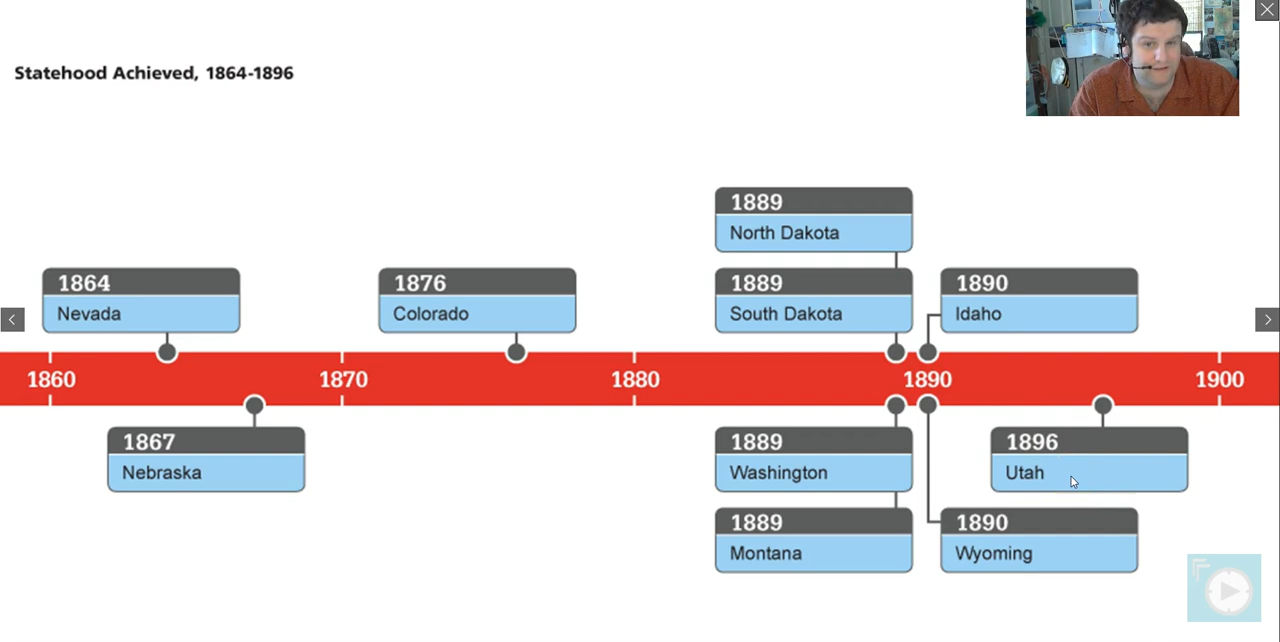 Statehood Achieved, 1864-1896
1889
North Dakota
1864
Nevada
1876
Colorado
1889
South Dakota
1890
Idaho
1860
1870
1880
1890
1900
1867
Nebraska
1889
Washington
1896
Utah
1889
Montana
1890
Wyoming